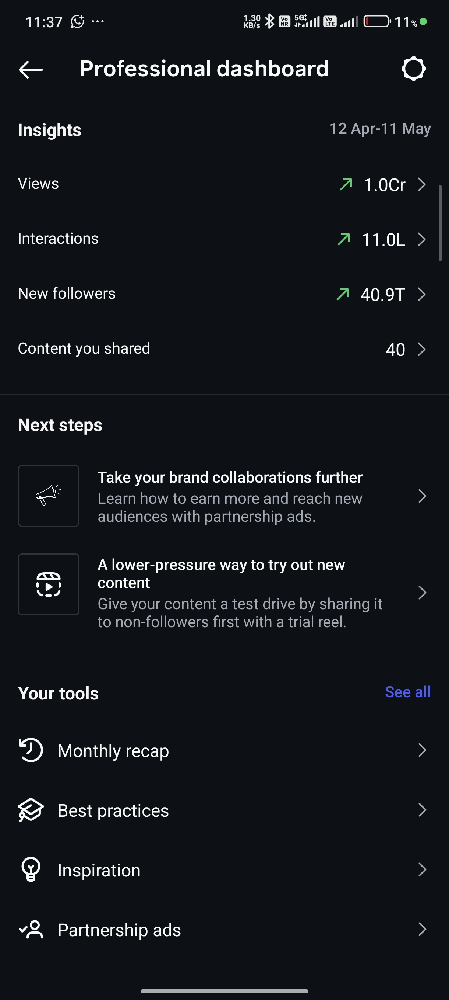 11:37 ... 1.30 KB/s Vo NR 5G Vo LTE 11%
Professional dashboard
Insights 12 Apr-11 May
Views 1.0Cr
Interactions 11.0L
New followers 40.9T
Content you shared 40
Next steps
Take your brand collaborations further
Learn how to earn more and reach new
audiences with partnership ads.
A lower-pressure way to try out new
content
Give your content a test drive by sharing it
to non-followers first with a trial reel.
Your tools See all
Monthly recap
Best practices
Inspiration
Partnership ads